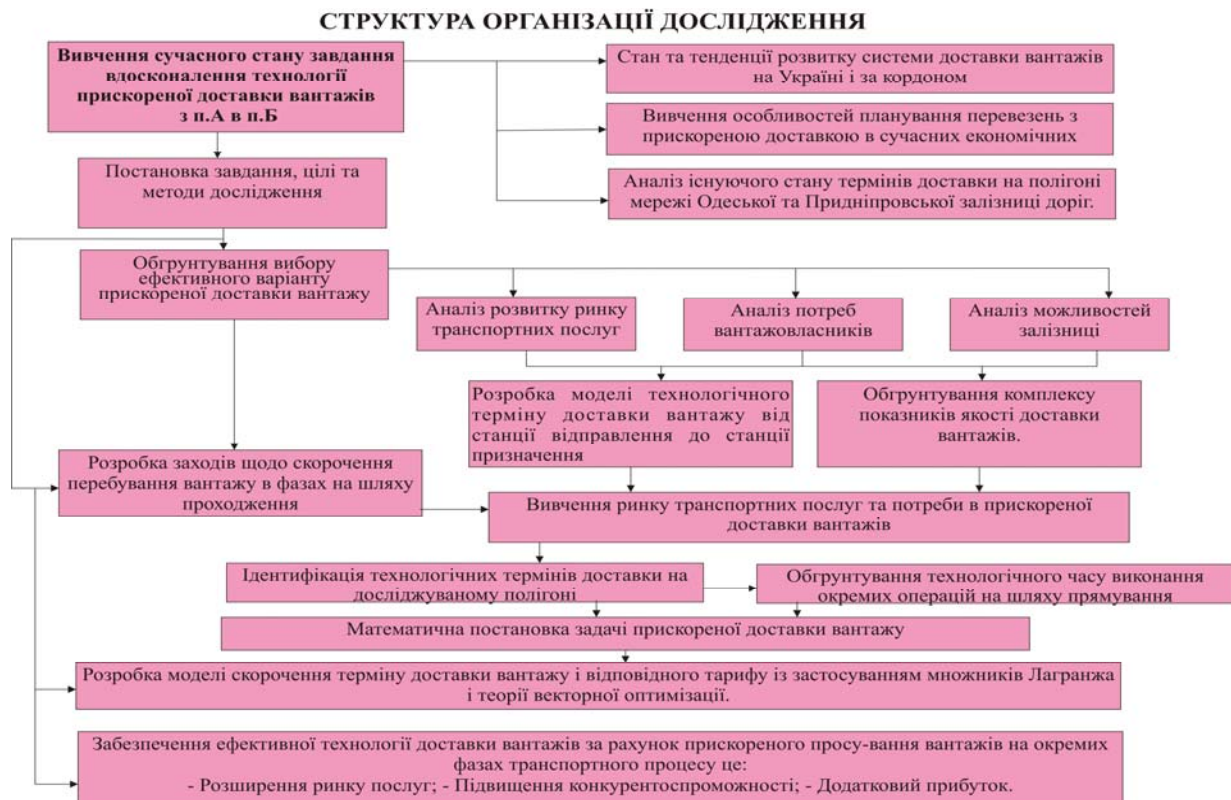 СТРУКТУРА ОРГАНІЗАЦІЇ ДОСЛІДЖЕННЯ
Вивчення сучасного стану завдання
вдосконалення технології
прискореної доставки вантажів
з п.А в п.Б
Стан та тенденції розвитку системи доставки вантажів
на Україні і за кордоном
Вивчення особливостей планування перевезень з
прискореною доставкою в сучасних економічних
Постановка завдання, цілі та
методи дослідження
Аналіз існуючого стану термінів доставки на полігоні
мережі Одеської та Придніпровської залізниці доріг.
Обгрунтування вибору
ефективного варіанту
прискореної доставки вантажу
Аналіз розвитку ринку
транспортних послуг
Аналіз потреб
вантажовласників
Аналіз можливостей
залізниці
Розробка моделі технологічного
терміну доставки вантажу від
станції відправлення до станції
призначення
Обгрунтування комплексу
показників якості доставки
вантажів.
Розробка заходів щодо скорочення
перебування вантажу в фазах на шляху
проходження
Вивчення ринку транспортних послуг та потреби в прискореної
доставки вантажів
Ідентифікація технологічних термінів доставки на
досліджуваному полігоні
Обгрунтування технологічного часу виконання
окремих операцій на шляху прямування
Математична постановка задачі прискореної доставки вантажу
Розробка моделі скорочення терміну доставки вантажу і відповідного тарифу із застосуванням множників Лагранжа
і теорії векторної оптимізації.
Забезпечення ефективної технології доставки вантажів за рахунок прискореного просу-вання вантажів на окремих
фазах транспортного процесу це:
- Розширення ринку послуг; - Підвищення конкурентоспроможності; - Додатковий прибуток.